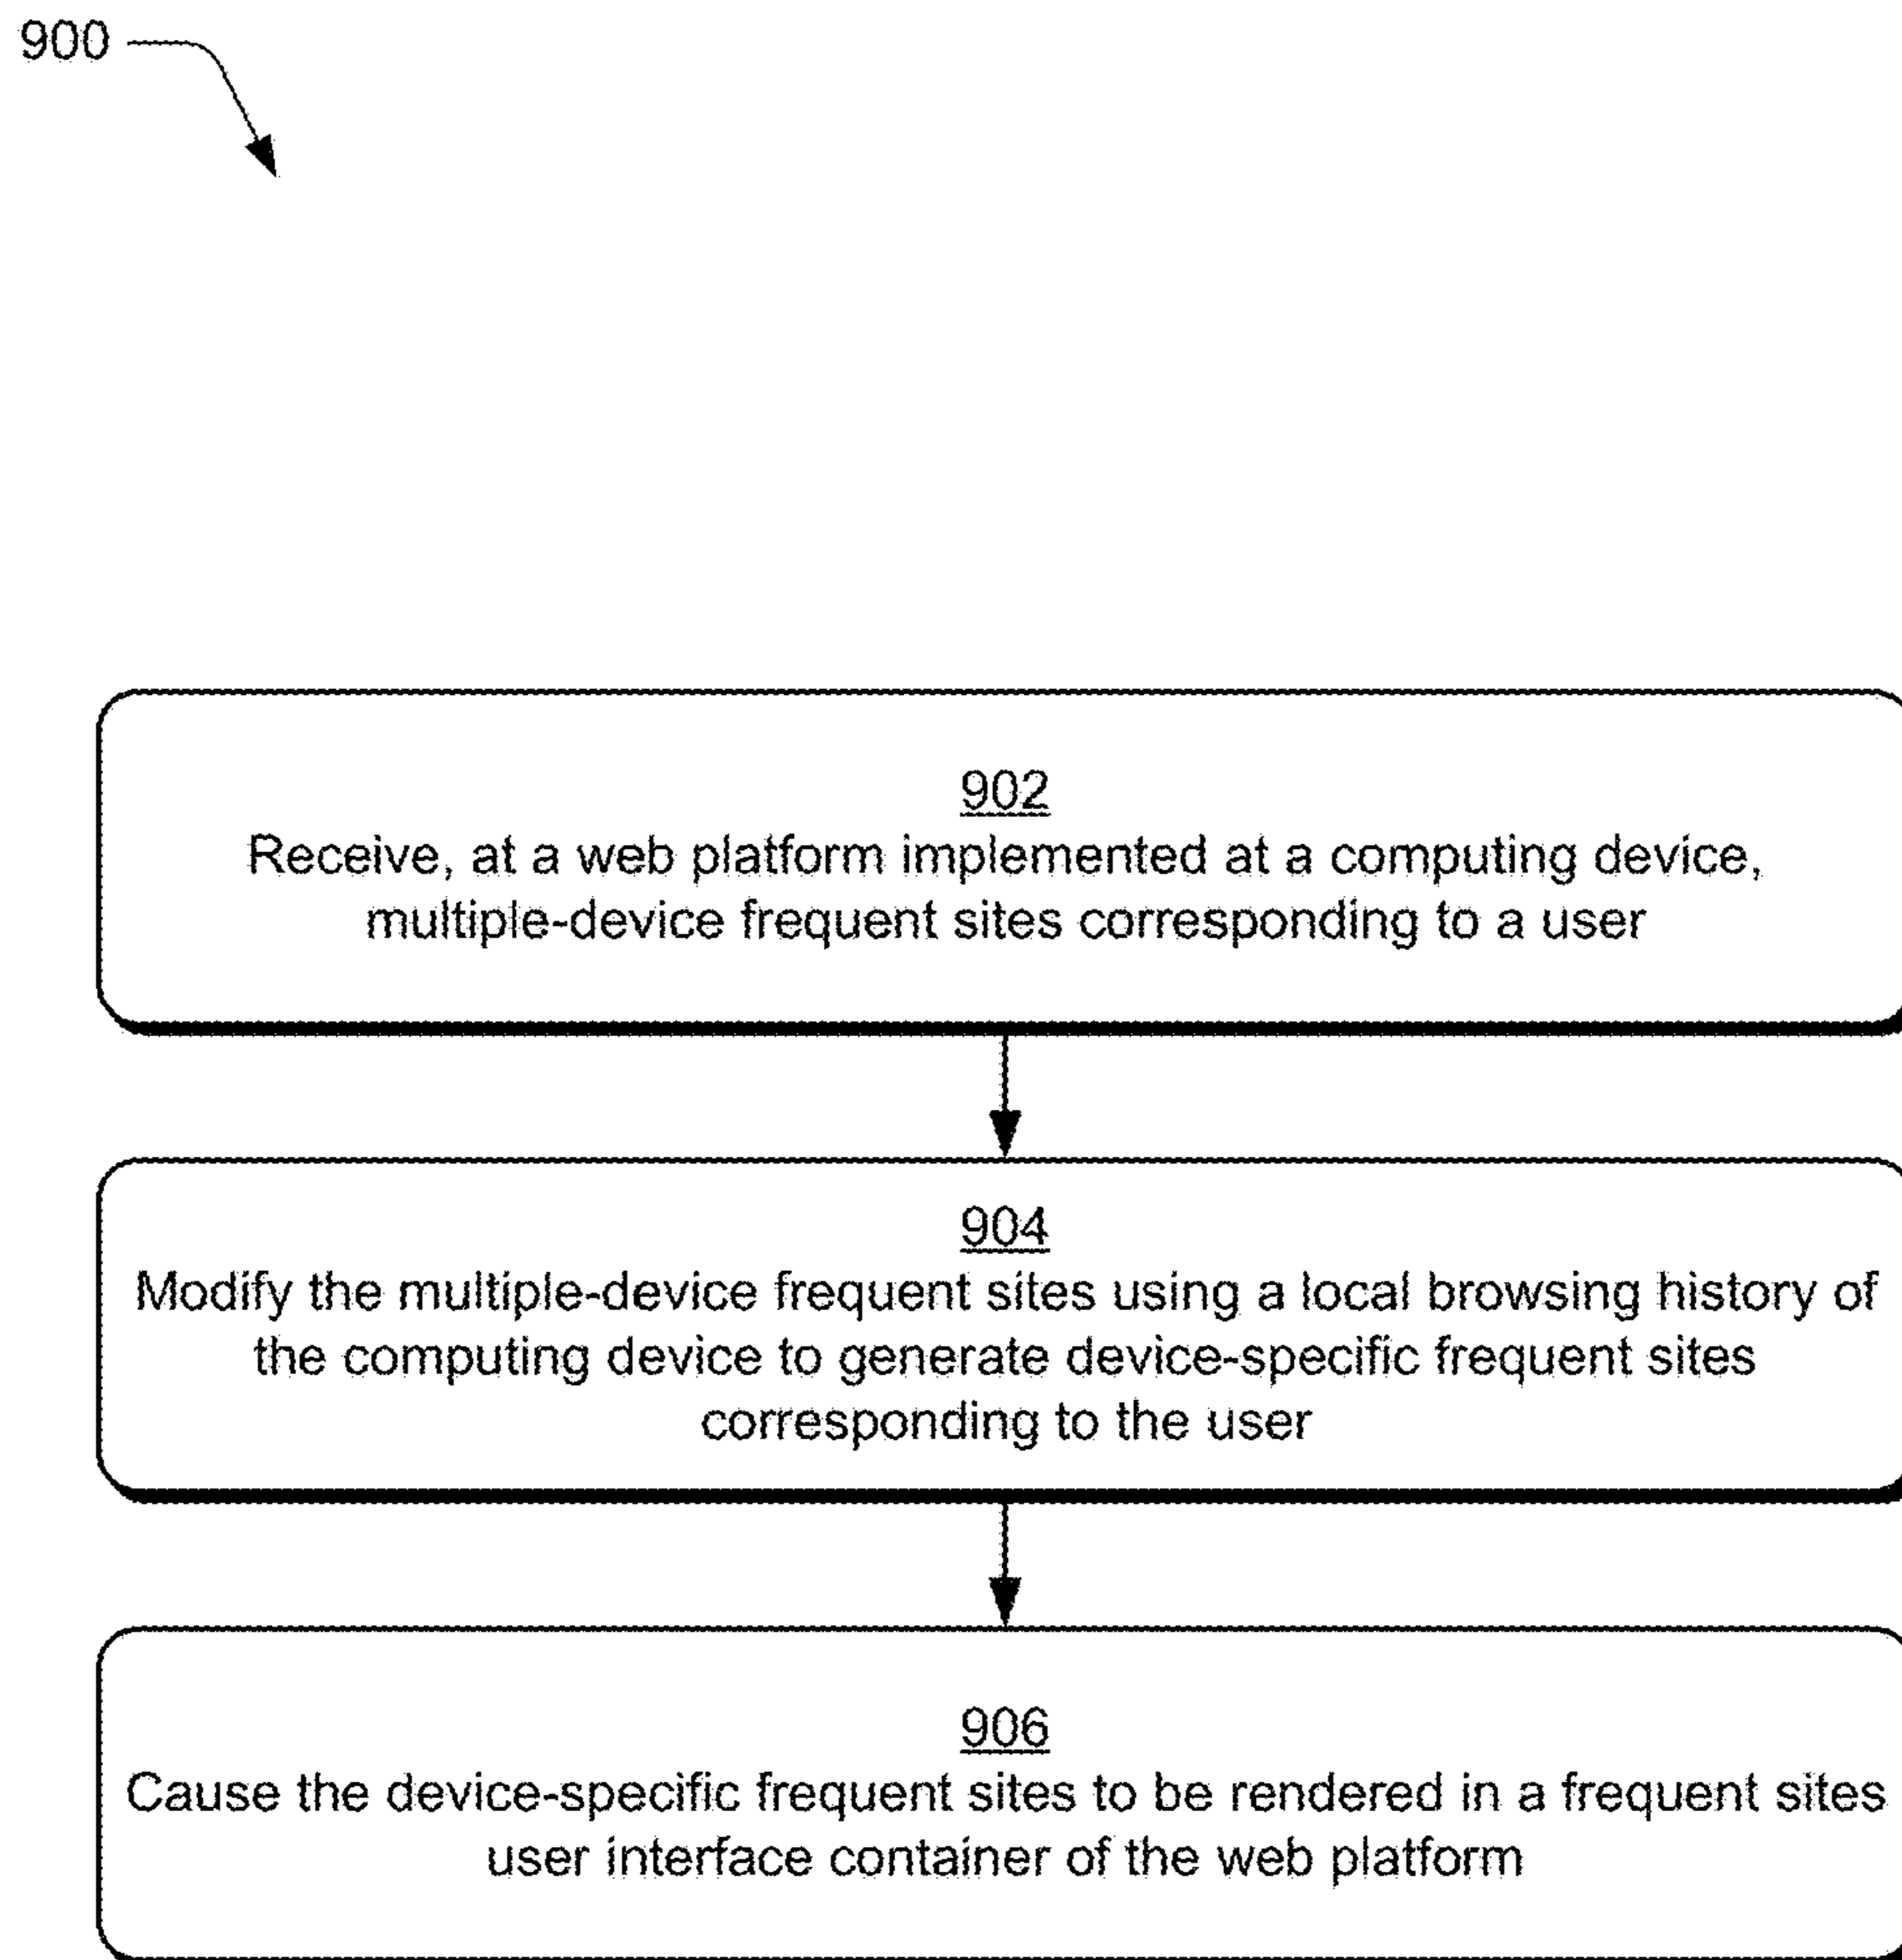 900
902
Receive, at a web platform implemented at a computing device,
multiple-device frequent sites corresponding to a user
904
Modify the multiple-device frequent sites using a local browsing history of
the computing device to generate device-specific frequent sites
corresponding to the user
906
Cause the device-specific frequent sites to be rendered in a frequent sites
user interface container of the web platform